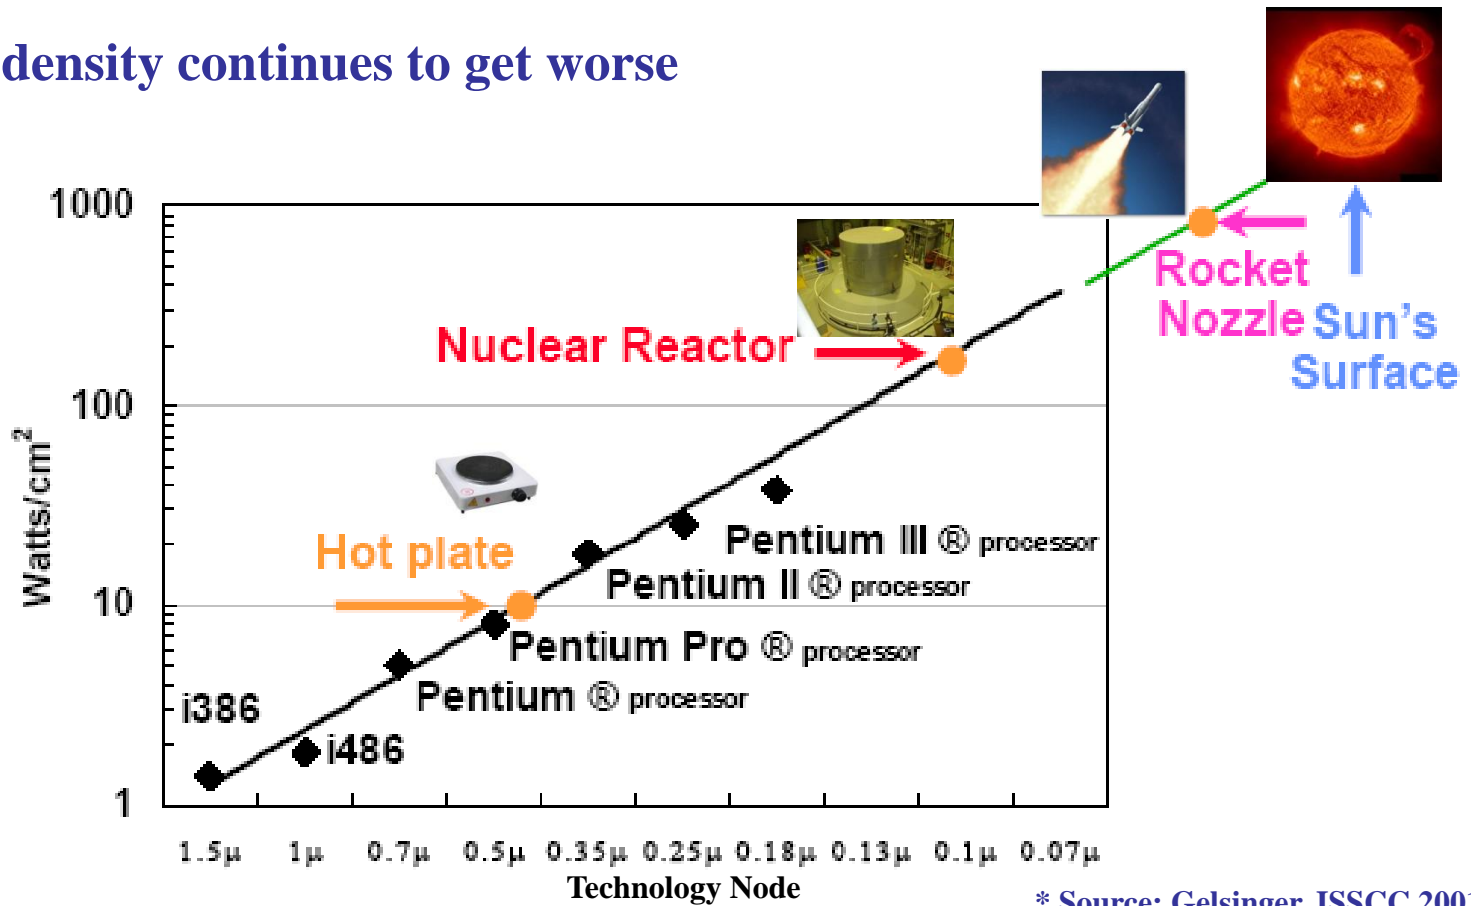 density continues to get worse
1000
100
10
1
Watts/cm²
Nuclear Reactor
Rocket
Nozzle
Sun's
Surface
Hot plate
Pentium III ® processor
Pentium II ® processor
Pentium Pro ® processor
Pentium ® processor
i386
i486
1.5µ 1µ 0.7µ 0.5µ 0.35µ 0.25µ 0.18µ 0.13µ 0.1µ 0.07µ
Technology Node
* Source: Gelsinger, ISSCC 2001